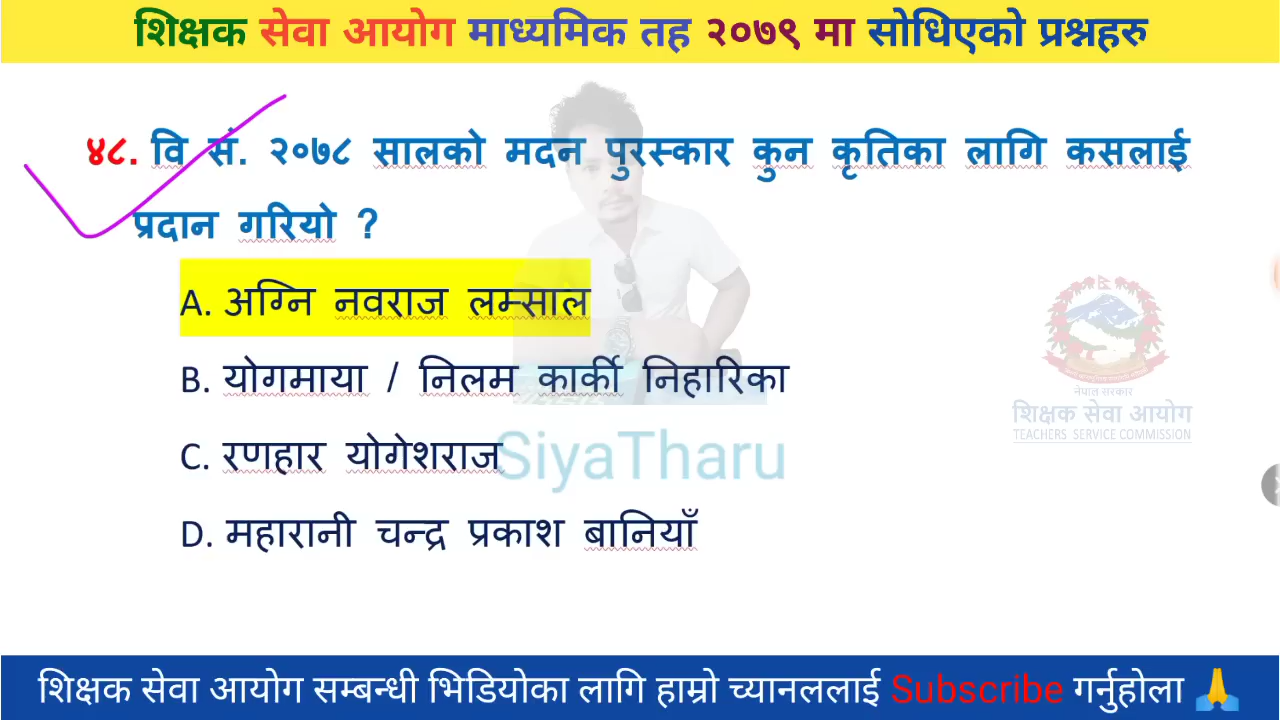 शिक्षक सेवा आयोग माध्यमिक तह २०७९ मा सोधिएको प्रश्नहरु
४८. वि सं. २०७८ सालको मदन पुरस्कार कुन कृतिका लागि कसलाई
प्रदान गरियो ?
A. अग्नि नवराज लम्साल
B. योगमाया / निलम कार्की निहारिका
C. रणहार योगेशराज
D. महारानी चन्द्र प्रकाश बानियाँ
SiyaTharu
नेपाल सरकार
शिक्षक सेवा आयोग
TEACHERS SERVICE COMMISSION
शिक्षक सेवा आयोग सम्बन्धी भिडियोका लागि हाम्रो च्यानललाई Subscribe गर्नुहोला 🙏